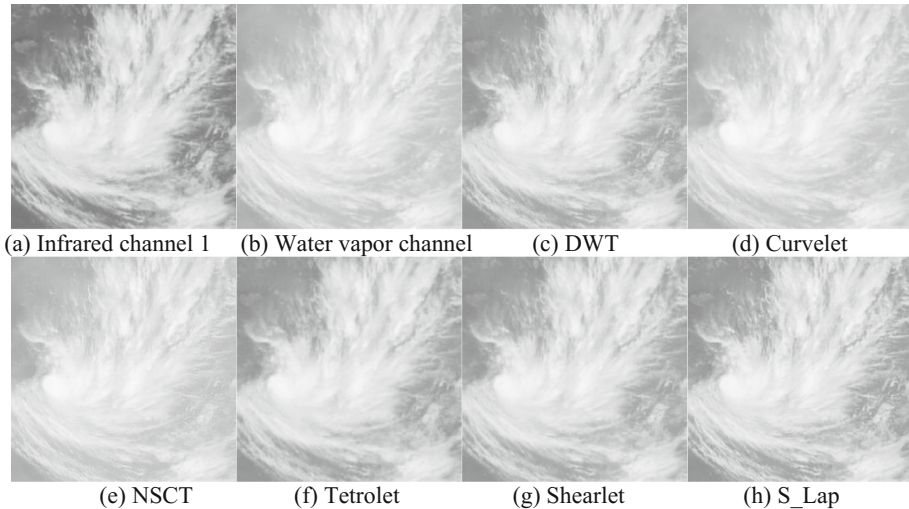 (a) Infrared channel 1 (b) Water vapor channel (c) DWT (d) Curvelet
(e) NSCT (f) Tetrolet (g) Shearlet (h) S_Lap